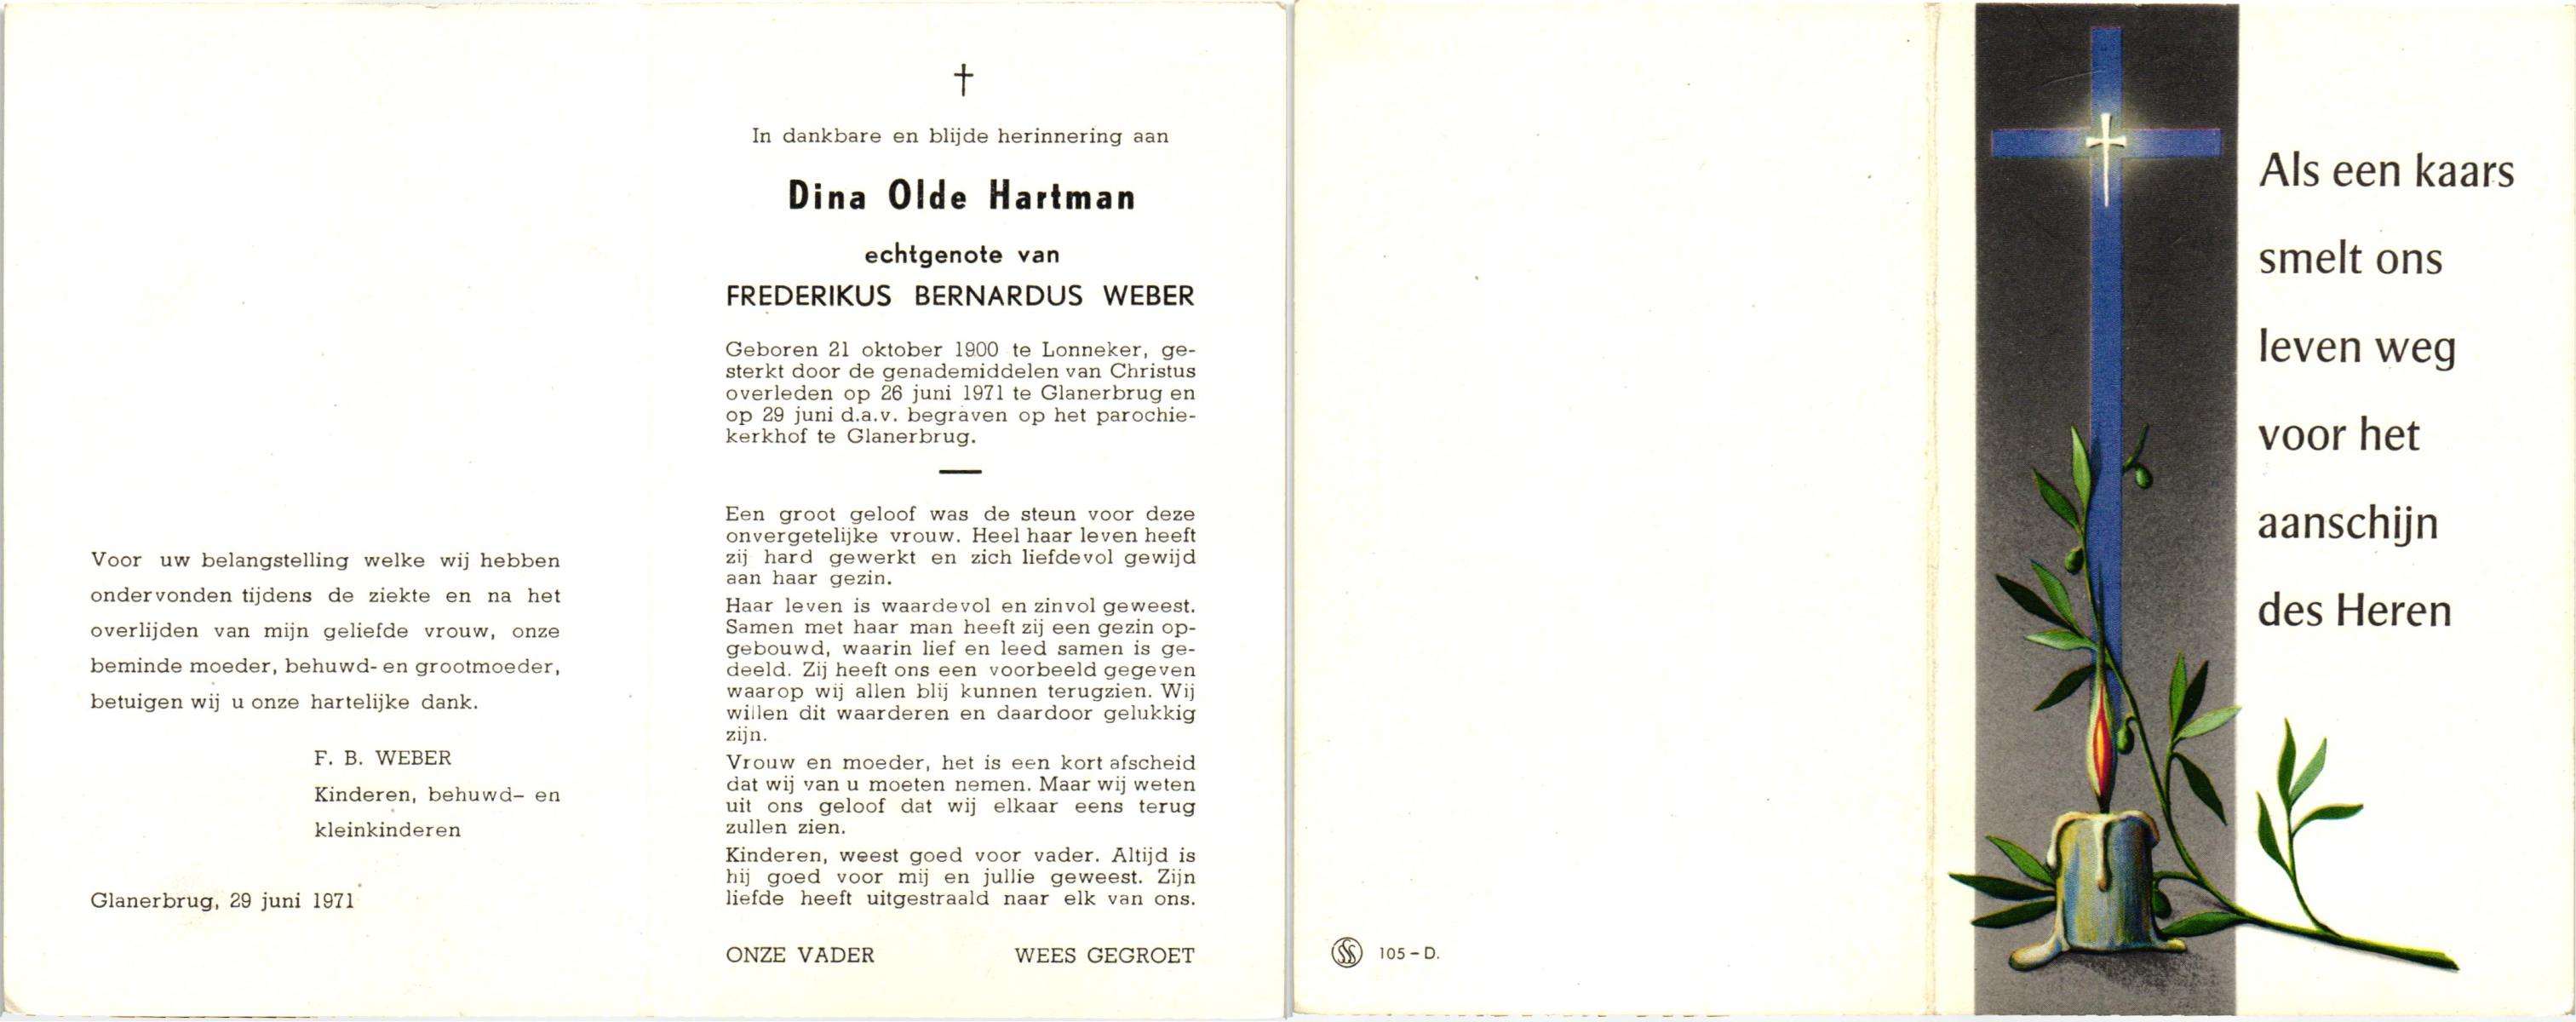 Voor uw belangstelling welke wij hebben
ondervonden tijdens de ziekte en na het
overlijden van mijn geliefde vrouw, onze
beminde moeder, behuwd- en grootmoeder,
betuigen wij u onze hartelijke dank.
F. B. WEBER
Kinderen, behuwd- en
kleinkinderen
Glanerbrug, 29 juni 1971
In dankbare en blijde herinnering aan
Dina Olde Hartman
echtgenote van
FREDERIKUS BERNARDUS WEBER
Geboren 21 oktober 1900 te Lonneker, ge-
sterkt door de genademiddelen van Christus
overleden op 26 juni 1971 te Glanerbrug en
op 29 juni d.a.v. begraven op het parochie-
kerkhof te Glanerbrug.
Een groot geloof was de steun voor deze
onvergetelijke vrouw. Heel haar leven heeft
zij hard gewerkt en zich liefdevol gewijd
aan haar gezin.
Haar leven is waardevol en zinvol geweest.
Samen met haar man heeft zij een gezin op-
gebouwd, waarin lief en leed samen is ge-
deeld. Zij heeft ons een voorbeeld gegeven
waarop wij allen blij kunnen terugzien. Wij
willen dit waarderen en daardoor gelukkig
zijn.
Vrouw en moeder, het is een kort afscheid
dat wij van u moeten nemen. Maar wij weten
uit ons geloof dat wij elkaar eens terug
zullen zien.
Kinderen, weest goed voor vader. Altijd is
hij goed voor mij en jullie geweest. Zijn
liefde heeft uitgestraald naar elk van ons.
ONZE VADER WEES GEGROET
SSS 105 - D.
Als een kaars
smelt ons
leven weg
voor het
aanschijn
des Heren